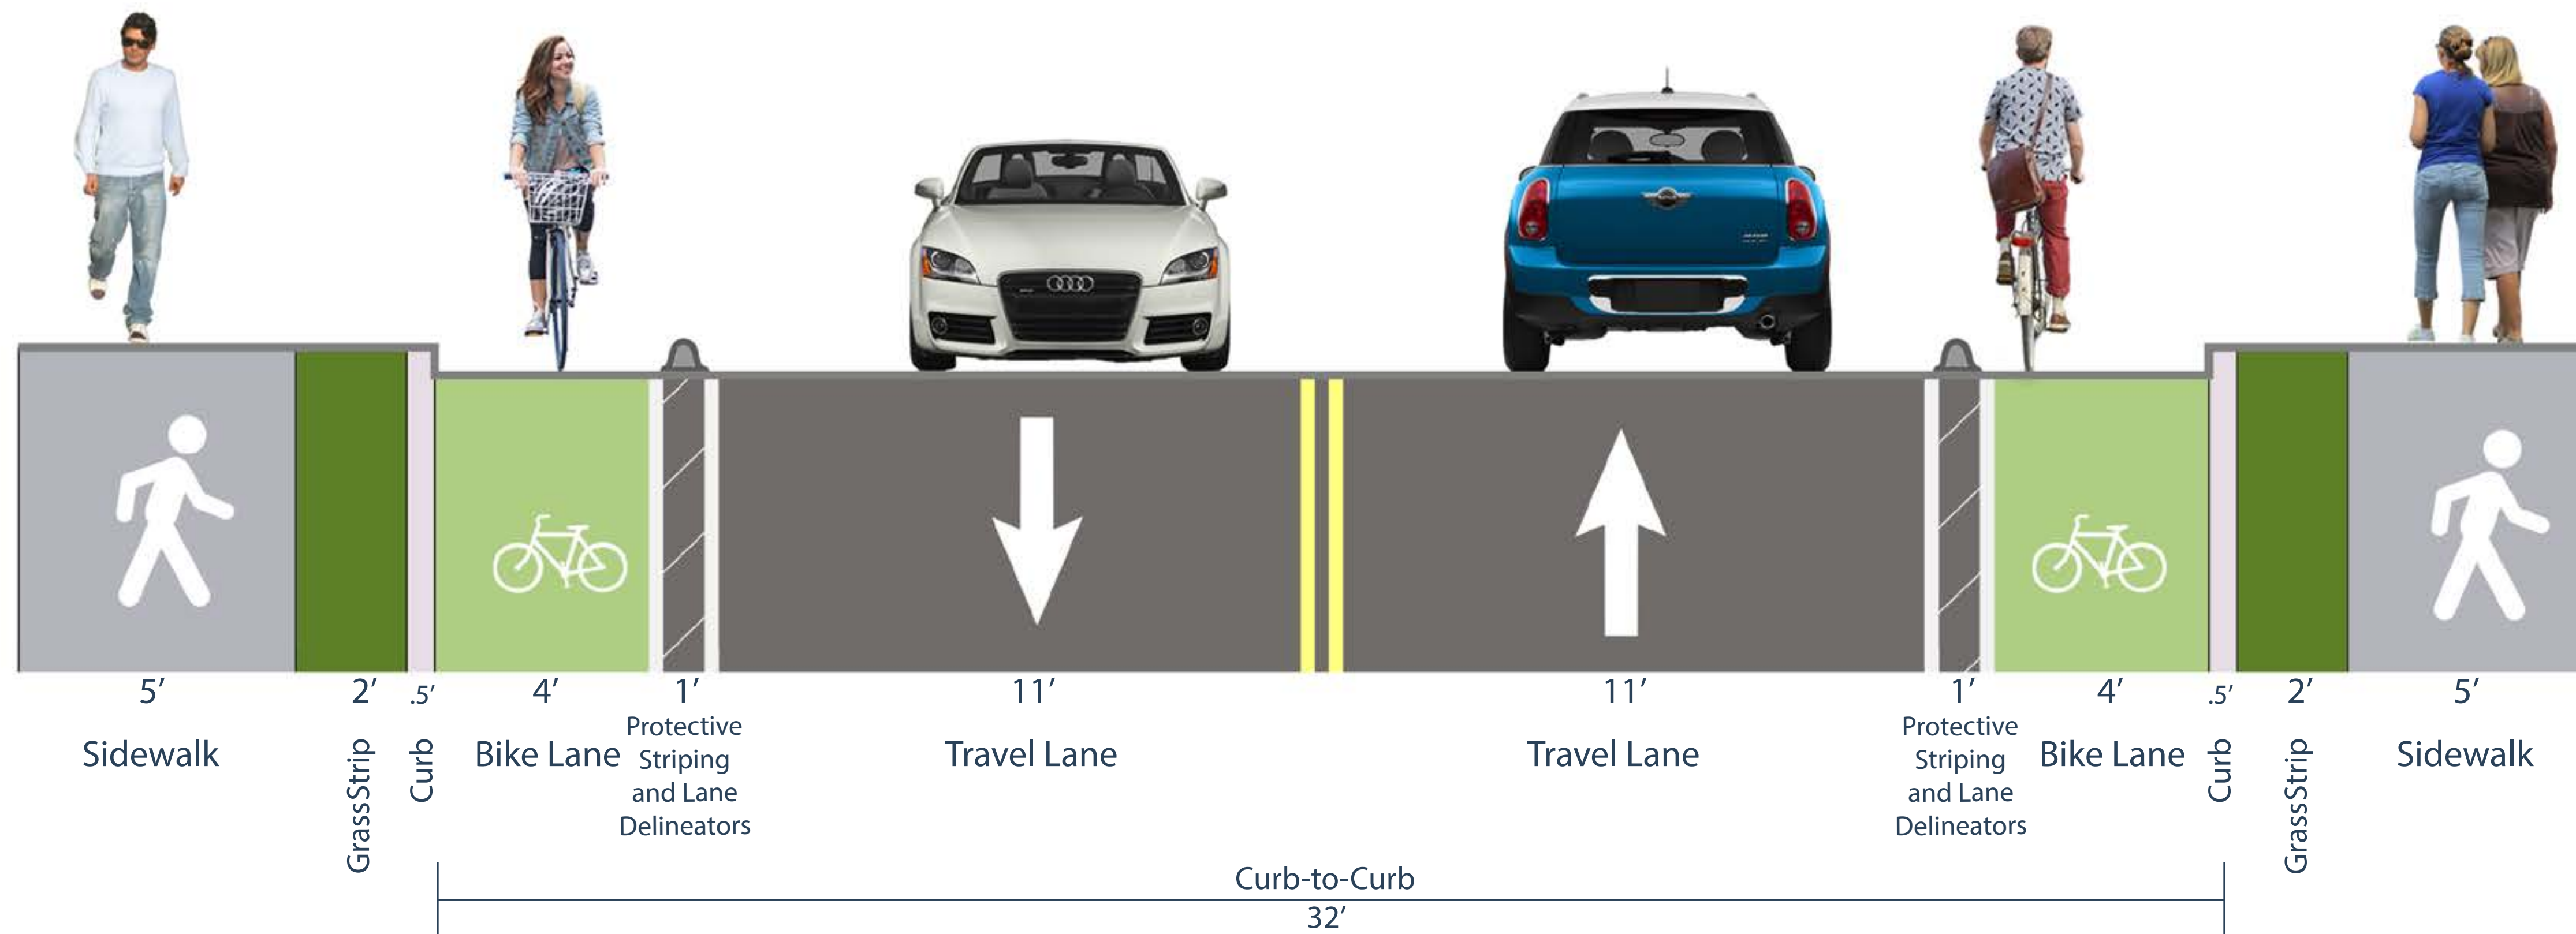 5′ 2′ .5′ 4′ 1′ 11′ 11′ 1′ 4′ .5′ 2′ 5′
Sidewalk
GrassStrip
Curb
Bike Lane
Protective
Striping
and Lane
Delineators
Travel Lane
Travel Lane
Protective
Striping
and Lane
Delineators
Bike Lane
Curb
GrassStrip
Sidewalk
Curb-to-Curb
32′